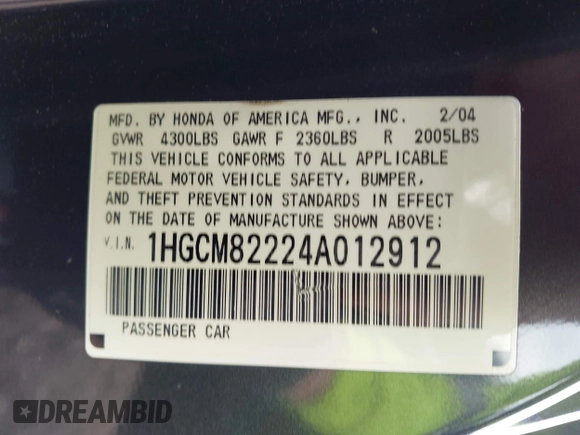 MFD. BY HONDA OF AMERICA MFG., INC. 2/04
GVWR 4300LBS GAWR F 2360LBS R 2005LBS
THIS VEHICLE CONFORMS TO ALL APPLICABLE
FEDERAL MOTOR VEHICLE SAFETY, BUMPER,
AND THEFT PREVENTION STANDARDS IN EFFECT
ON THE DATE OF MANUFACTURE SHOWN ABOVE:
V.I.N. 1HGCM82224A012912
PASSENGER CAR
DREAMBID